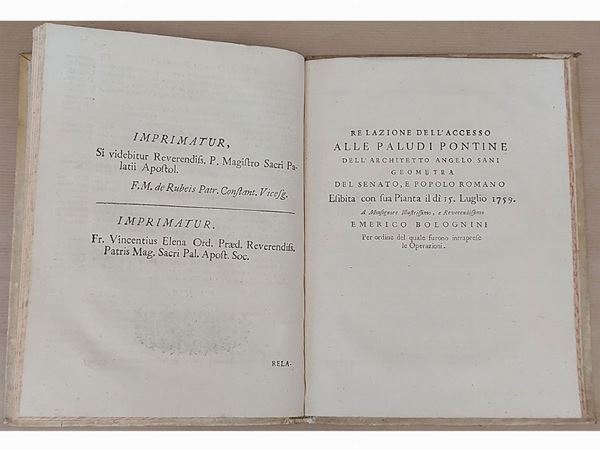 IMPRIMATUR,
Si videbitur Reverendiſſ. P. Magiſtro Sacri Pa-
latii Apoſtol.
F. M. de Rubeis Patr. Conſtant. Viceſg.
IMPRIMATUR.
Fr. Vincentius Elena Ord. Præd. Reverendiſſ.
Patris Mag. Sacri Pal. Apoſt. Soc.
RELA-
RELAZIONE DELL'ACCESSO
ALLE PALUDI PONTINE
DELL'ARCHITETTO ANGELO SANI
GEOMETRA
DEL SENATO, E POPOLO ROMANO
Eſibita con ſua Pianta il dì 15. Luglio 1759.
A Monſignore Illuſtriſſimo, e Reverendiſſimo
EMERICO BOLOGNINI
Per ordine del quale furono intrapreſe
le Operazioni.